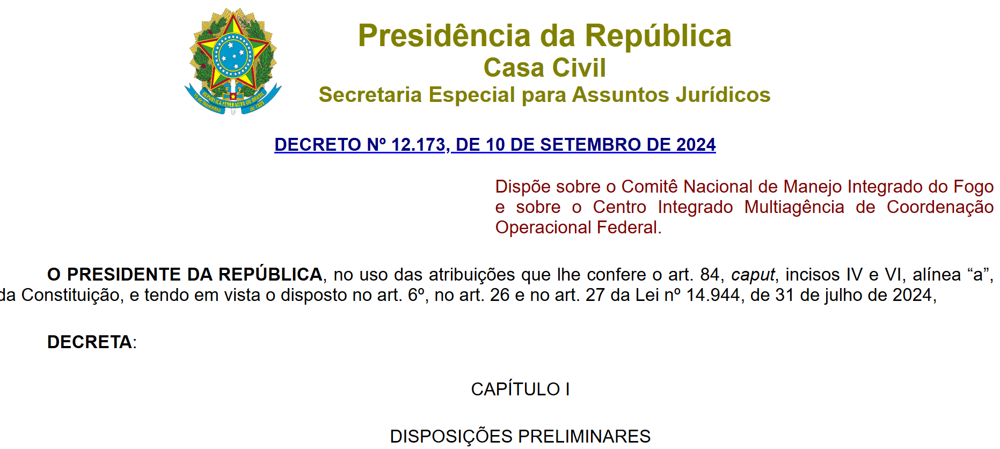 Presidência da República
Casa Civil
Secretaria Especial para Assuntos Jurídicos
REPÚBLICA FEDERATIVA DO BRASIL
15 de Novembro
de 1889
DECRETO Nº 12.173, DE 10 DE SETEMBRO DE 2024
Dispõe sobre o Comitê Nacional de Manejo Integrado do Fogo
e sobre o Centro Integrado Multiagência de Coordenação
Operacional Federal.
O PRESIDENTE DA REPÚBLICA, no uso das atribuições que lhe confere o art. 84, caput, incisos IV e VI, alínea “a”,
da Constituição, e tendo em vista o disposto no art. 6º, no art. 26 e no art. 27 da Lei nº 14.944, de 31 de julho de 2024,
DECRETA:
CAPÍTULO I
DISPOSIÇÕES PRELIMINARES